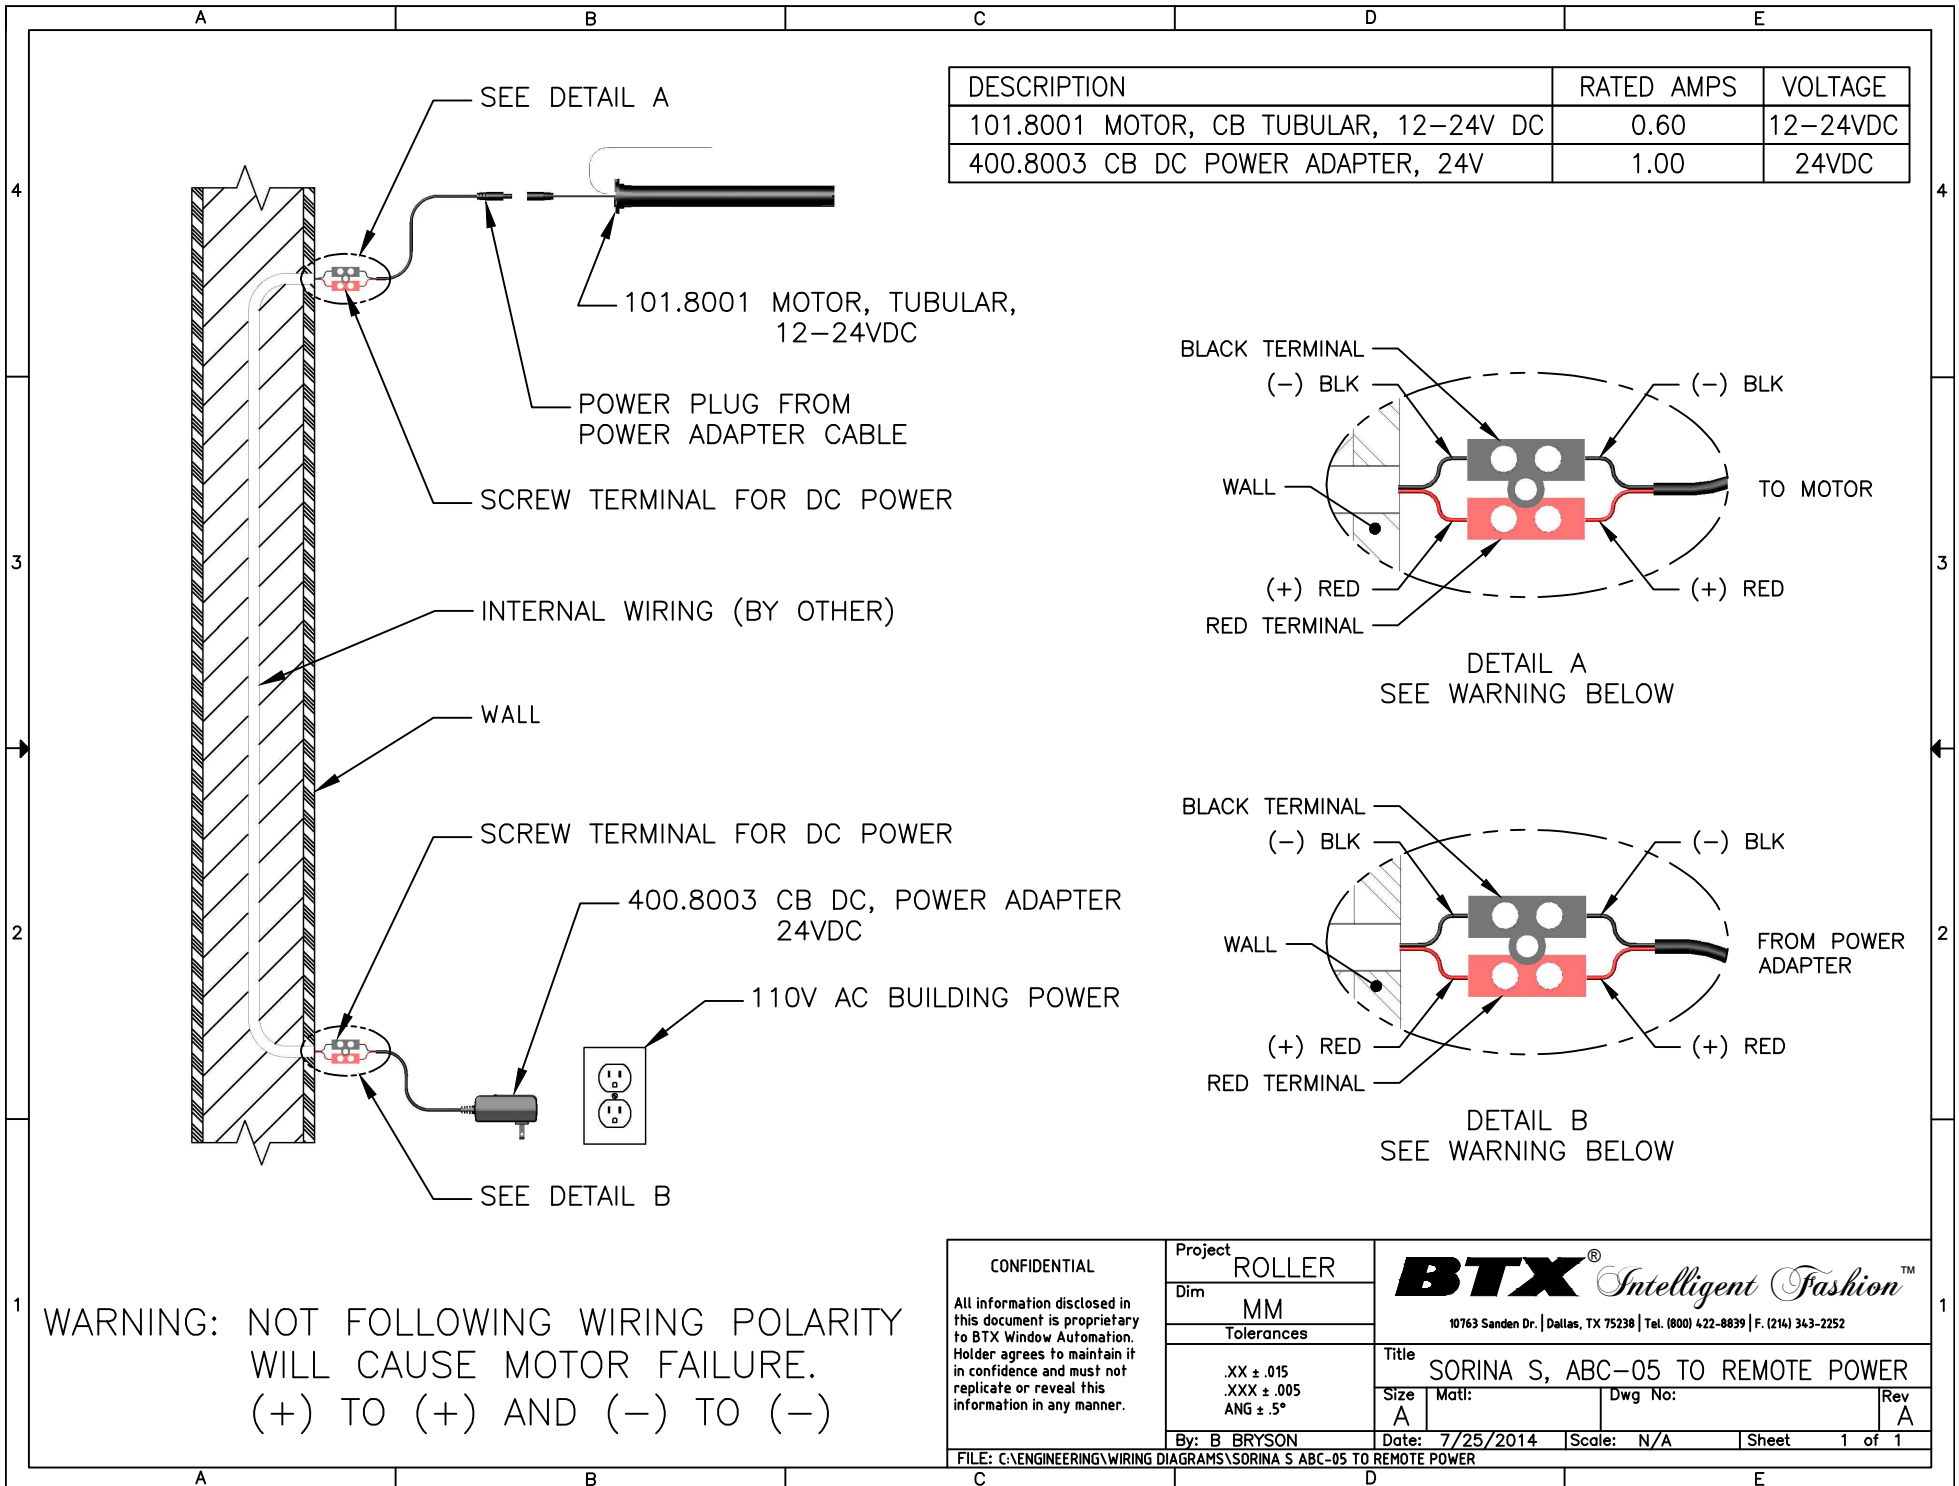 A B C D E
4
3
2
1
4
3
2
1
SEE DETAIL A
DESCRIPTION RATED AMPS VOLTAGE
101.8001 MOTOR, CB TUBULAR, 12-24V DC 0.60 12-24VDC
400.8003 CB DC POWER ADAPTER, 24V 1.00 24VDC
101.8001 MOTOR, TUBULAR,
12-24VDC
POWER PLUG FROM
POWER ADAPTER CABLE
SCREW TERMINAL FOR DC POWER
INTERNAL WIRING (BY OTHER)
WALL
SCREW TERMINAL FOR DC POWER
400.8003 CB DC, POWER ADAPTER
24VDC
110V AC BUILDING POWER
SEE DETAIL B
BLACK TERMINAL
(-) BLK (-) BLK
WALL TO MOTOR
(+) RED (+) RED
RED TERMINAL
DETAIL A
SEE WARNING BELOW
BLACK TERMINAL
(-) BLK (-) BLK
WALL
FROM POWER
ADAPTER
(+) RED (+) RED
RED TERMINAL
DETAIL B
SEE WARNING BELOW
WARNING: NOT FOLLOWING WIRING POLARITY
WILL CAUSE MOTOR FAILURE.
(+) TO (+) AND (-) TO (-)
CONFIDENTIAL
All information disclosed in
this document is proprietary
to BTX Window Automation.
Holder agrees to maintain it
in confidence and must not
replicate or reveal this
information in any manner.
Project
ROLLER
Dim
MM
Tolerances
.XX ± .015
.XXX ± .005
ANG ± .5°
By: B BRYSON
BTX® Intelligent Fashion™
10763 Sanden Dr. | Dallas, TX 75238 | Tel. (800) 422-8839 | F. (214) 343-2252
Title
SORINA S, ABC-05 TO REMOTE POWER
Size Matl: Dwg No: Rev
A A
Date: 7/25/2014 Scale: N/A Sheet 1 of 1
FILE: C:\ENGINEERING\WIRING DIAGRAMS\SORINA S ABC-05 TO REMOTE POWER
A B C D E